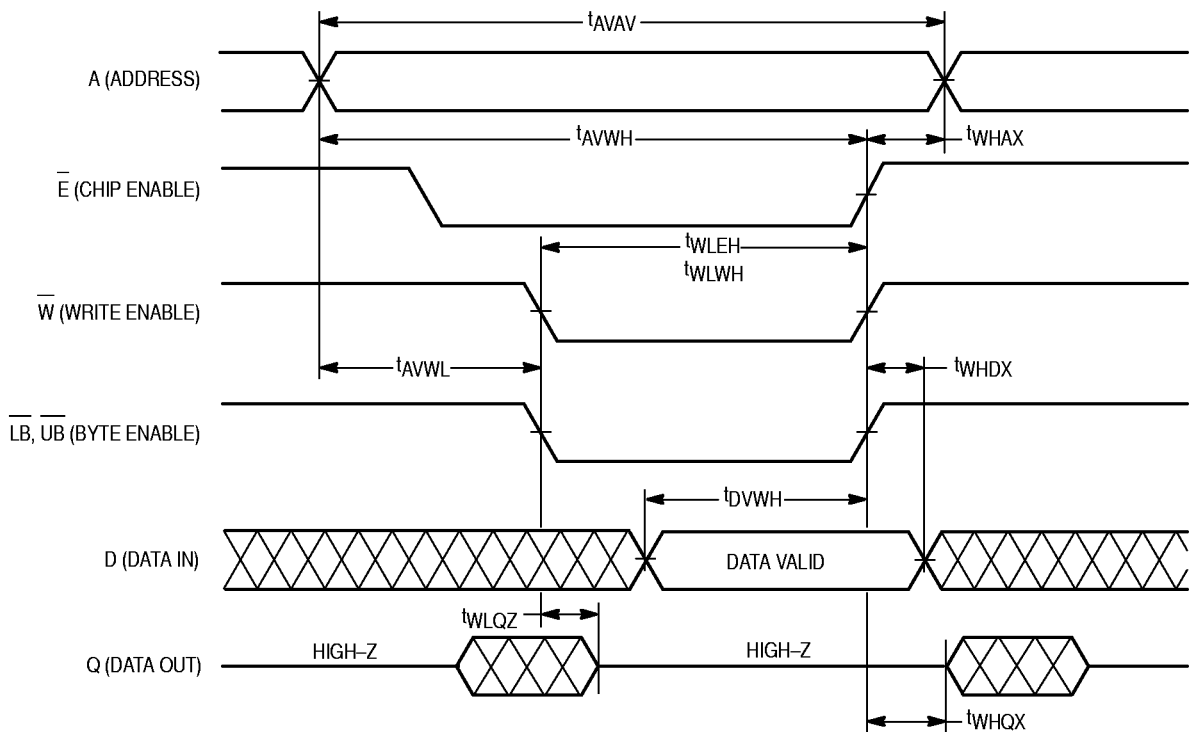 tAVAV
A (ADDRESS)
tAVWH
tWHAX
E (CHIP ENABLE)
tWLEH
tWLWH
W (WRITE ENABLE)
tAVWL
tWHDX
LB, UB (BYTE ENABLE)
tDVWH
D (DATA IN)
DATA VALID
tWLQZ
Q (DATA OUT)
HIGH–Z
HIGH–Z
tWHQX